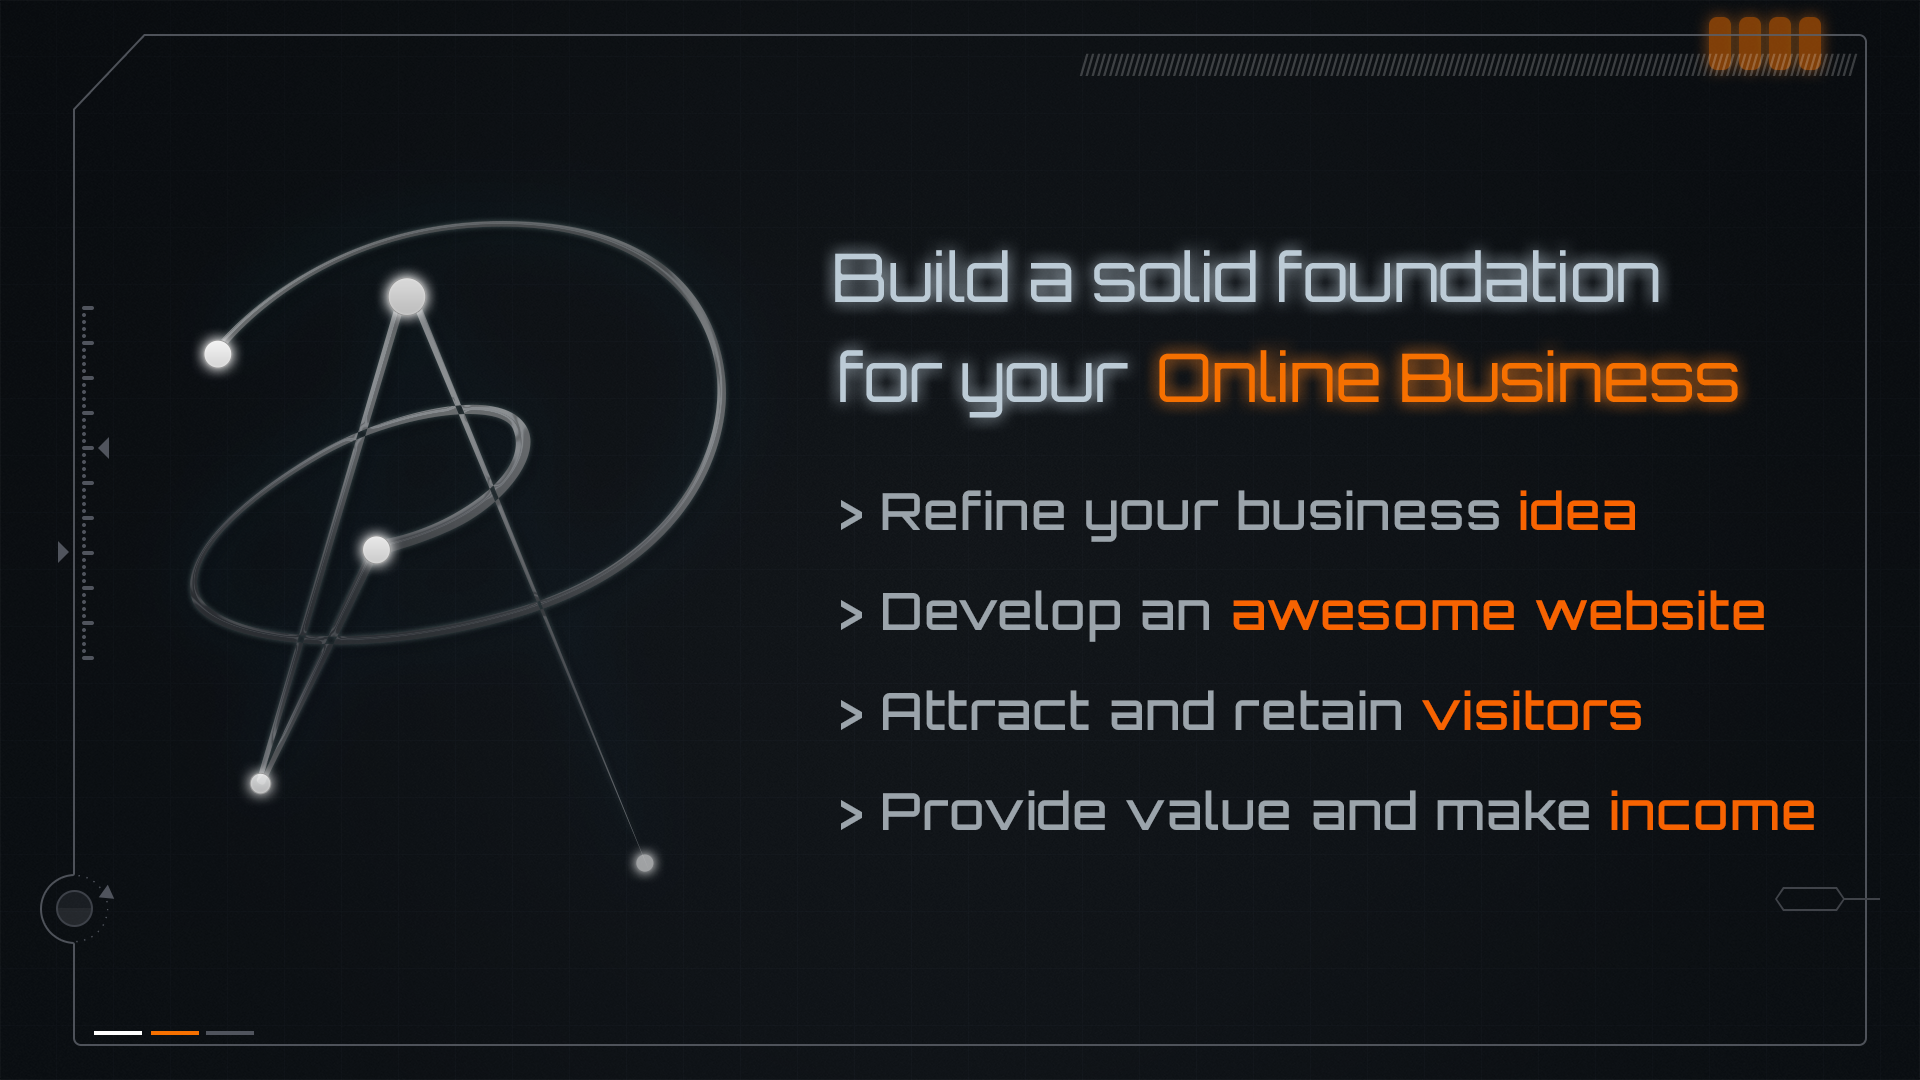 Build a solid foundation
for your Online Business
> Refine your business idea
> Develop an awesome website
> Attract and retain visitors
> Provide value and make income